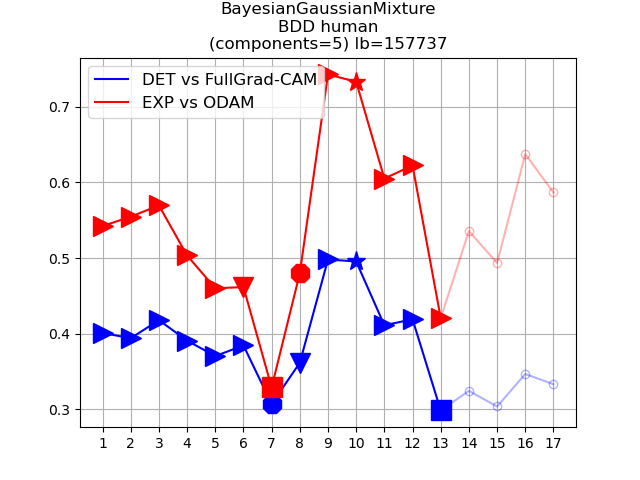 BayesianGaussianMixture
BDD human
(components=5) lb=157737
DET vs FullGrad-CAM
EXP vs ODAM
0.7
0.6
0.5
0.4
0.3
1 2 3 4 5 6 7 8 9 10 11 12 13 14 15 16 17